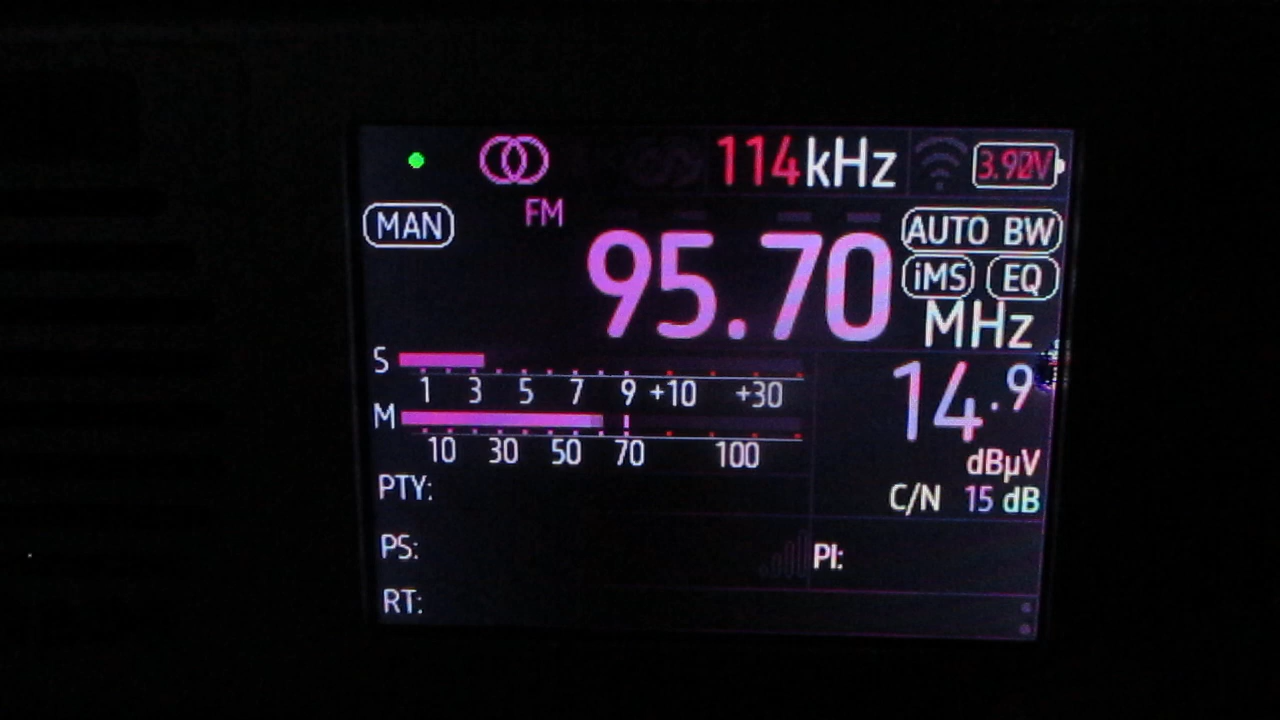 114kHz 3.90V
MAN FM 95.70 AUTO BW
iMS EQ
MHz
S
1 3 5 7 9 +10 +30
14.9
M
10 30 50 70 100
dBµV
PTY:
C/N 15 dB
PS: PI:
RT: